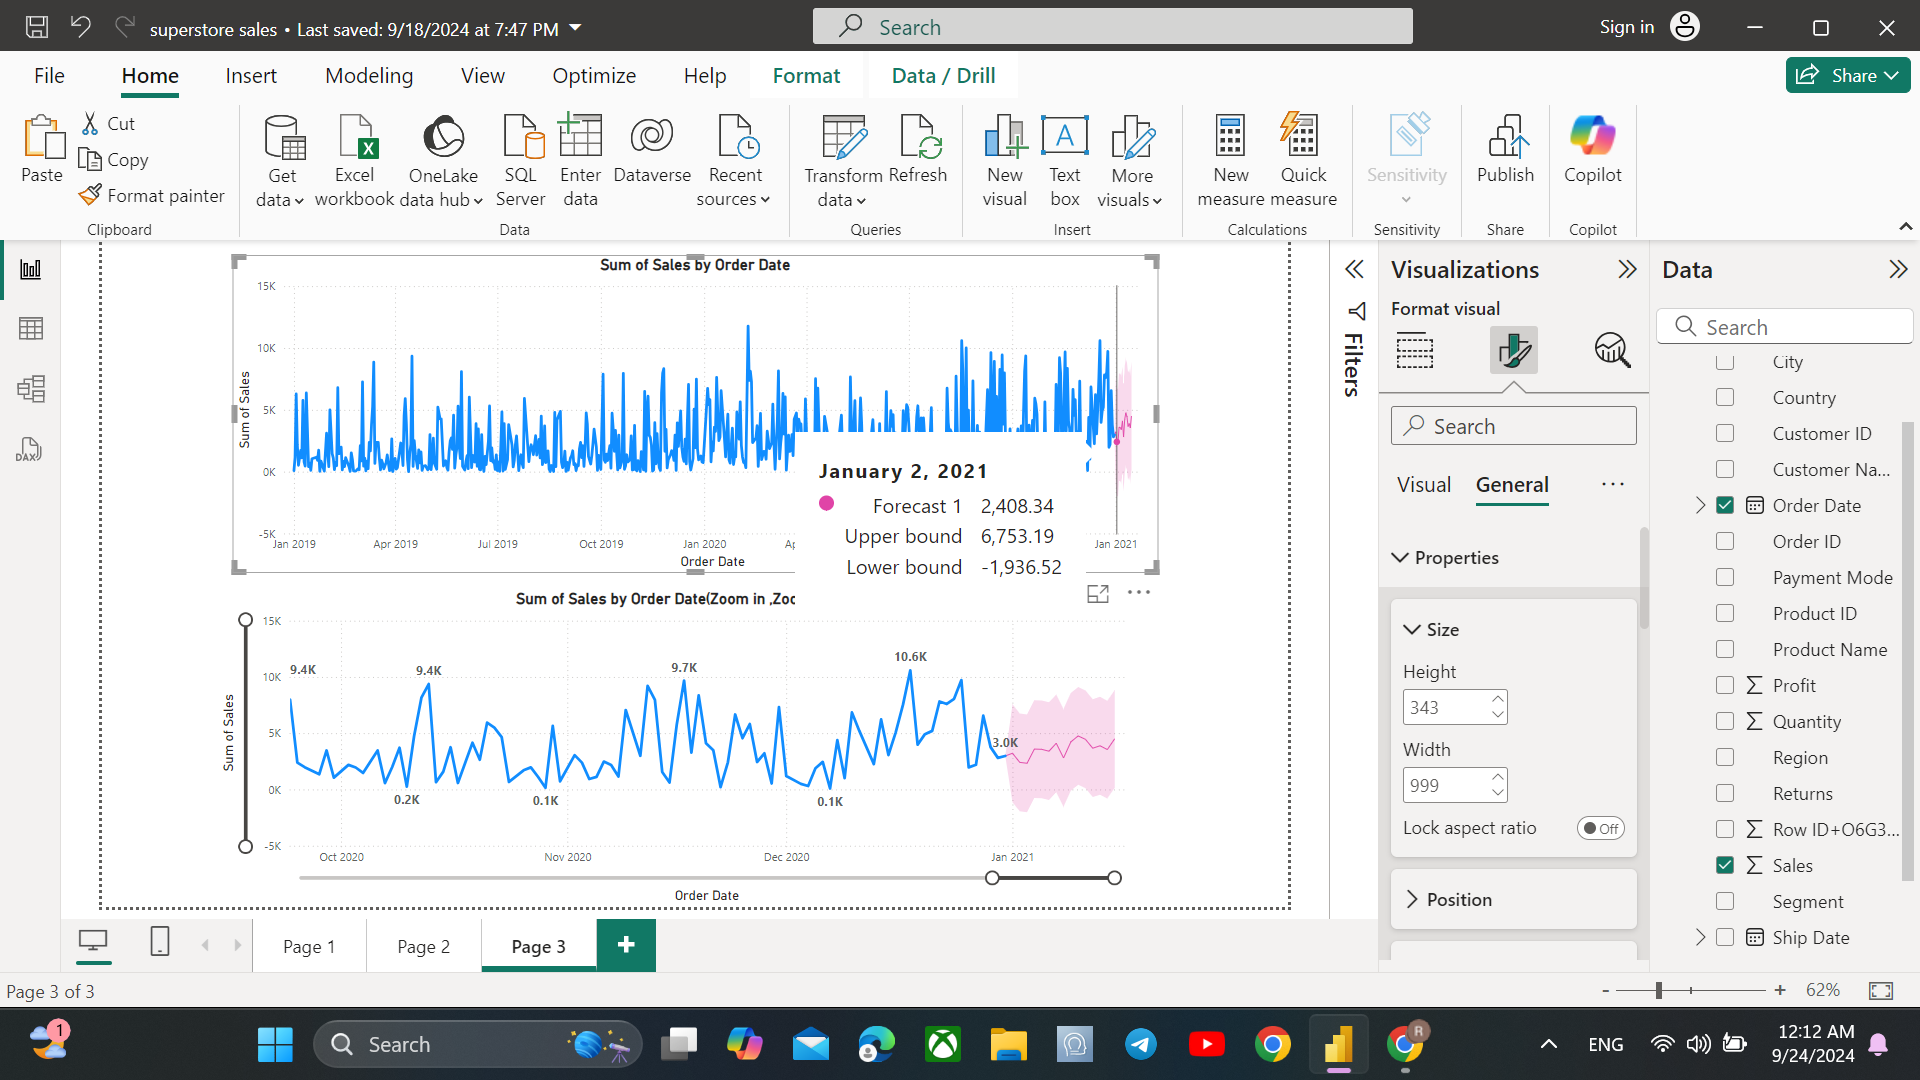 superstore sales • Last saved: 9/18/2024 at 7:47 PM
Search
Sign in
File Home Insert Modeling View Optimize Help Format Data / Drill
Share
Paste
Cut
Copy
Format painter
Clipboard
Get data
Excel workbook
OneLake data hub
SQL Server
Enter data
Dataverse
Recent sources
Data
Transform data
Refresh
Queries
New visual
Text box
More visuals
Insert
New measure
Quick measure
Calculations
Sensitivity
Sensitivity
Publish
Share
Copilot
Copilot
DAX
Sum of Sales by Order Date
Sum of Sales
15K
10K
5K
0K
-5K
Jan 2019 Apr 2019 Jul 2019 Oct 2019 Jan 2020 Jan 2021
Order Date
January 2, 2021
Forecast 1 2,408.34
Upper bound 6,753.19
Lower bound -1,936.52
Sum of Sales by Order Date(Zoom in ,Zoo
Sum of Sales
15K
10K
5K
0K
-5K
9.4K 9.4K 9.7K 10.6K
3.0K
0.2K 0.1K 0.1K
Oct 2020 Nov 2020 Dec 2020 Jan 2021
Order Date
Filters
Visualizations
Format visual
Search
Visual General
Properties
Size
Height
343
Width
999
Lock aspect ratio Off
Position
Data
Search
City
Country
Customer ID
Customer Na...
Order Date
Order ID
Payment Mode
Product ID
Product Name
Profit
Quantity
Region
Returns
Row ID+O6G3...
Sales
Segment
Ship Date
Page 1 Page 2 Page 3
Page 3 of 3
- + 62%
1
Search
R
ENG
12:12 AM
9/24/2024